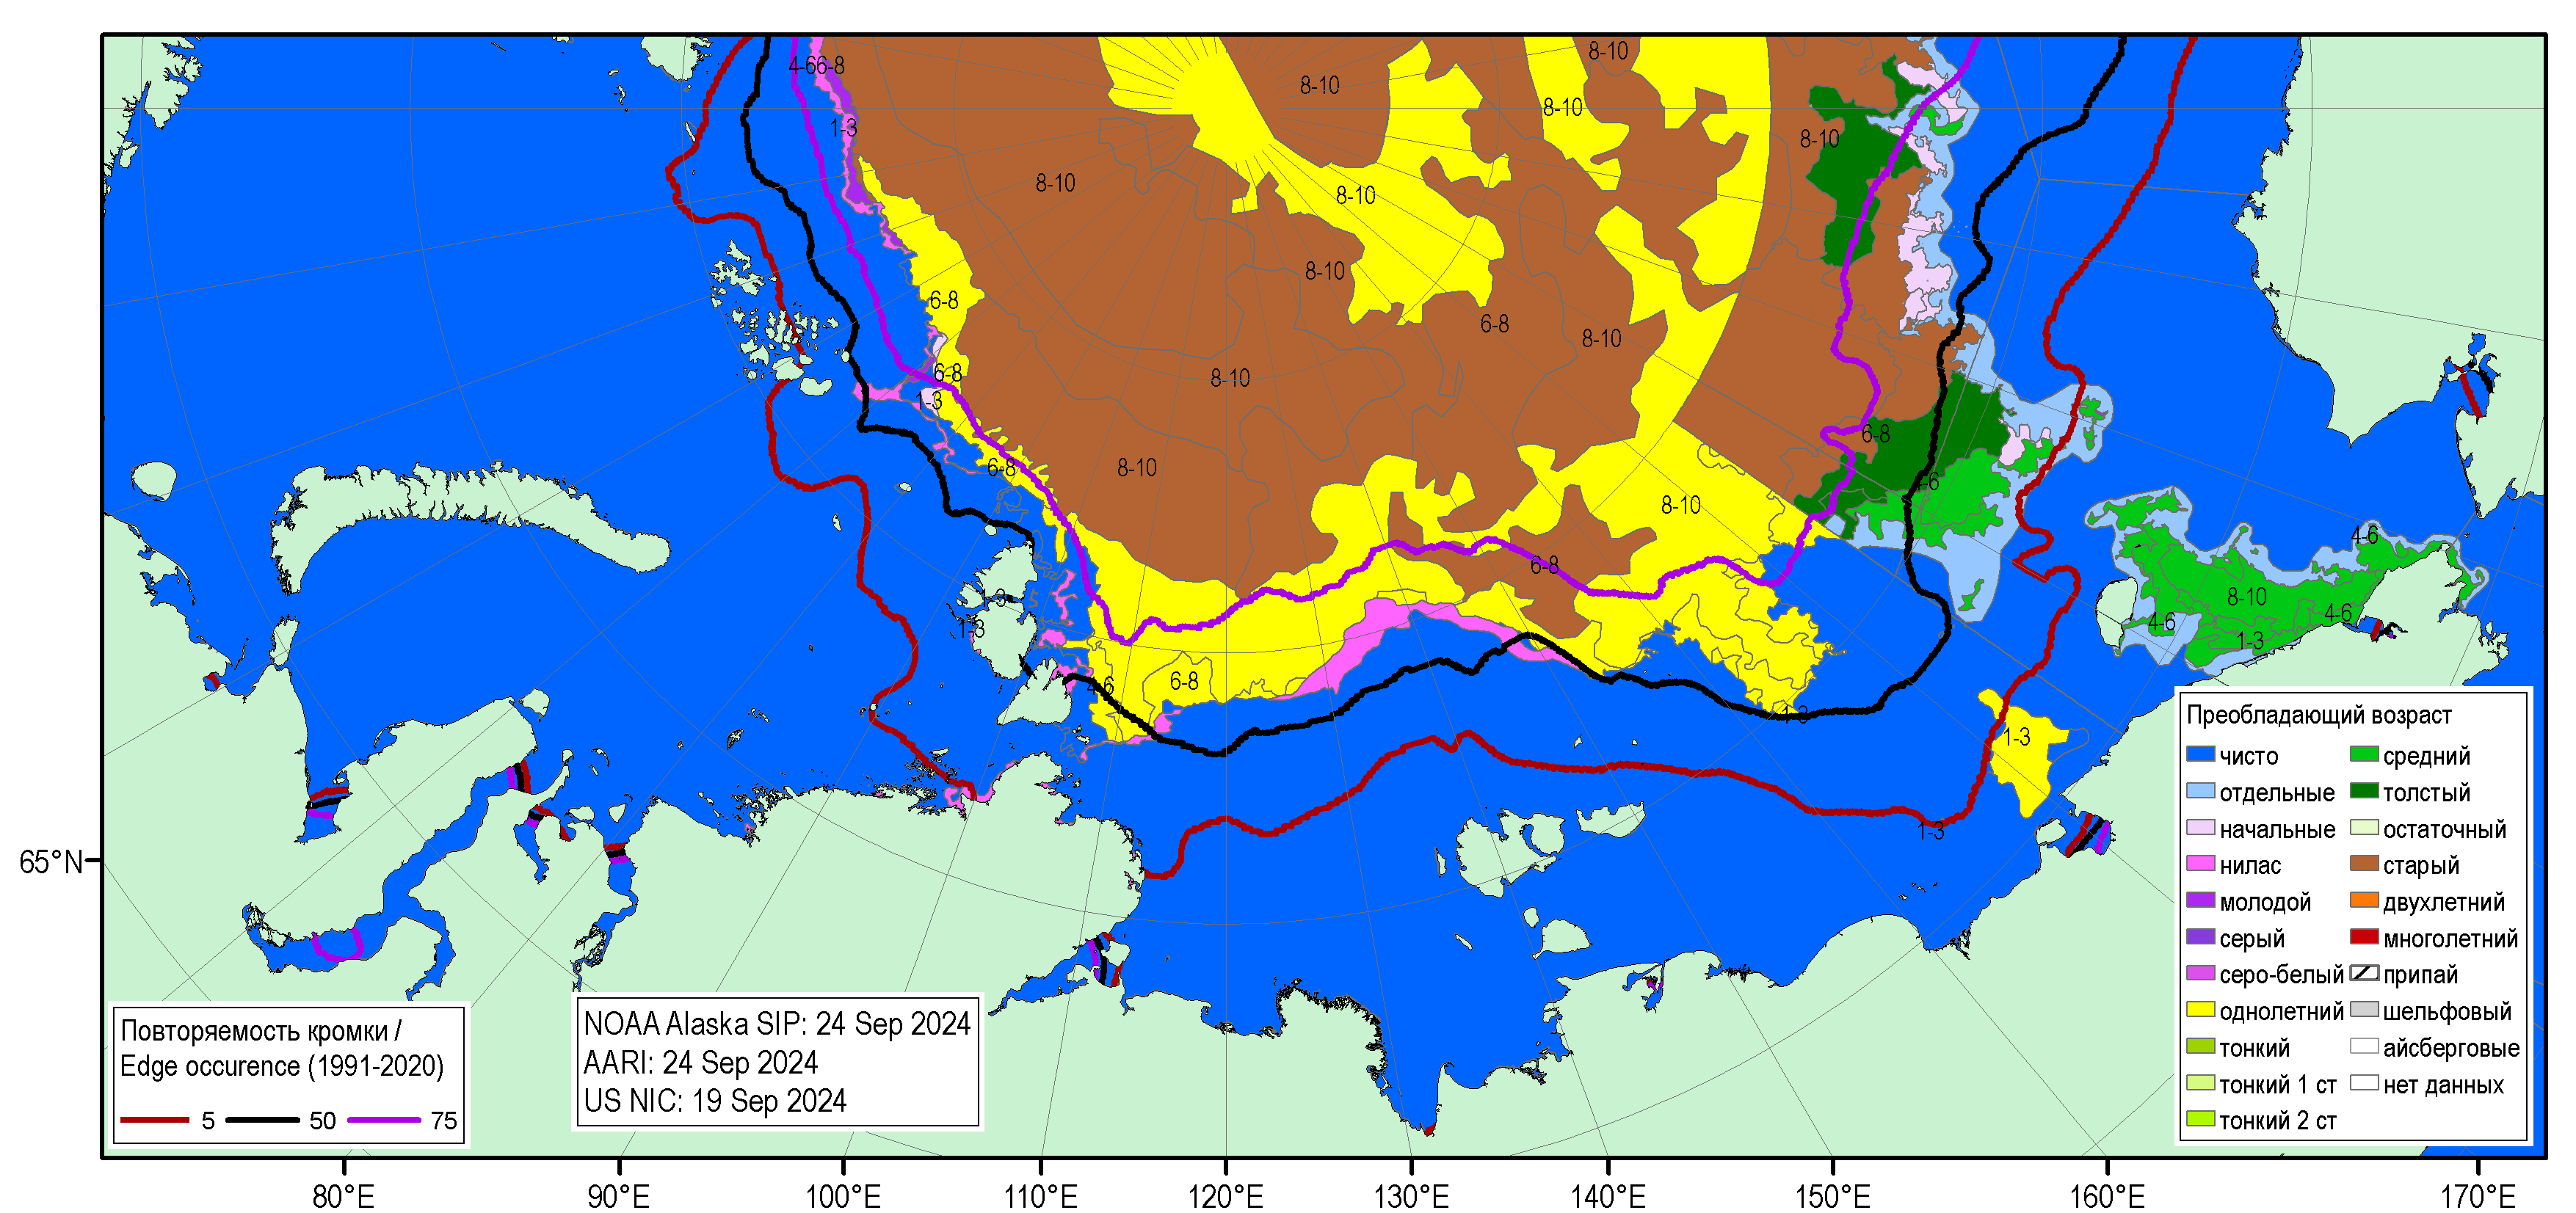 4-6
6-8
8-10
8-10
8-10
1-3
8-10
8-10
8-10
8-10
6-8
6-8
8-10
6-8
8-10
1-3
6-8
6-8
8-10
-6
8-10
4-6
6-8
8-10
-3
4-6
4-6
1-3
1-3
6-8
4-6
1-3
1-3
1-3
65°N
Преобладающий возраст
чисто
отдельные
начальные
нилас
молодой
серый
серо-белый
однолетний
тонкий
тонкий 1 ст
тонкий 2 ст
средний
толстый
остаточный
старый
двухлетний
многолетний
припай
шельфовый
айсберговые
нет данных
Повторяемость кромки /
Edge occurence (1991-2020)
5 50 75
NOAA Alaska SIP: 24 Sep 2024
AARI: 24 Sep 2024
US NIC: 19 Sep 2024
80°E 90°E 100°E 110°E 120°E 130°E 140°E 150°E 160°E 170°E